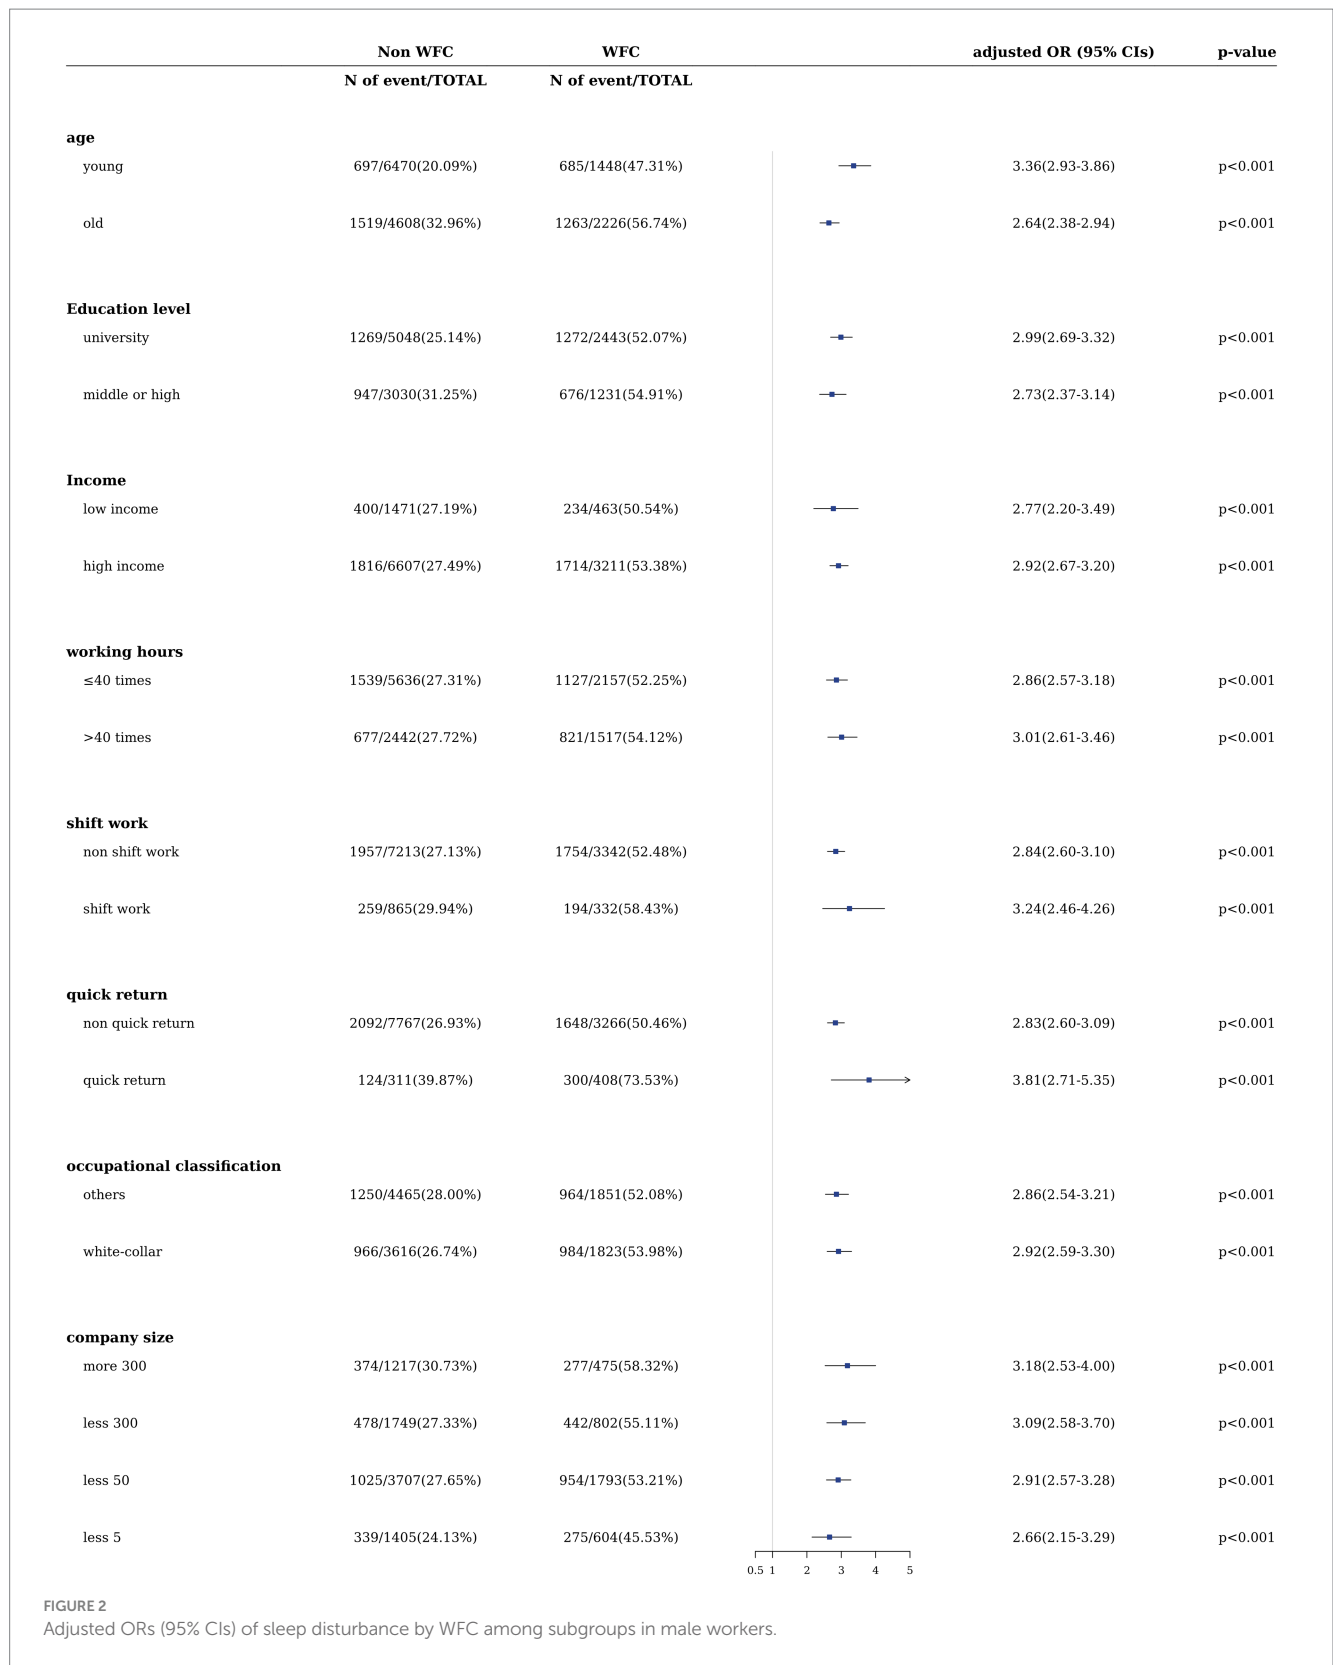 Non WFC WFC adjusted OR (95% CIs) p-value
N of event/TOTAL N of event/TOTAL
age
young 697/6470(20.09%) 685/1448(47.31%) 3.36(2.93-3.86) p<0.001
old 1519/4608(32.96%) 1263/2226(56.74%) 2.64(2.38-2.94) p<0.001
Education level
university 1269/5048(25.14%) 1272/2443(52.07%) 2.99(2.69-3.32) p<0.001
middle or high 947/3030(31.25%) 676/1231(54.91%) 2.73(2.37-3.14) p<0.001
Income
low income 400/1471(27.19%) 234/463(50.54%) 2.77(2.20-3.49) p<0.001
high income 1816/6607(27.49%) 1714/3211(53.38%) 2.92(2.67-3.20) p<0.001
working hours
≤40 times 1539/5636(27.31%) 1127/2157(52.25%) 2.86(2.57-3.18) p<0.001
>40 times 677/2442(27.72%) 821/1517(54.12%) 3.01(2.61-3.46) p<0.001
shift work
non shift work 1957/7213(27.13%) 1754/3342(52.48%) 2.84(2.60-3.10) p<0.001
shift work 259/865(29.94%) 194/332(58.43%) 3.24(2.46-4.26) p<0.001
quick return
non quick return 2092/7767(26.93%) 1648/3266(50.46%) 2.83(2.60-3.09) p<0.001
quick return 124/311(39.87%) 300/408(73.53%) 3.81(2.71-5.35) p<0.001
occupational classification
others 1250/4465(28.00%) 964/1851(52.08%) 2.86(2.54-3.21) p<0.001
white-collar 966/3616(26.74%) 984/1823(53.98%) 2.92(2.59-3.30) p<0.001
company size
more 300 374/1217(30.73%) 277/475(58.32%) 3.18(2.53-4.00) p<0.001
less 300 478/1749(27.33%) 442/802(55.11%) 3.09(2.58-3.70) p<0.001
less 50 1025/3707(27.65%) 954/1793(53.21%) 2.91(2.57-3.28) p<0.001
less 5 339/1405(24.13%) 275/604(45.53%) 2.66(2.15-3.29) p<0.001
0.5 1 2 3 4 5
FIGURE 2
Adjusted ORs (95% CIs) of sleep disturbance by WFC among subgroups in male workers.